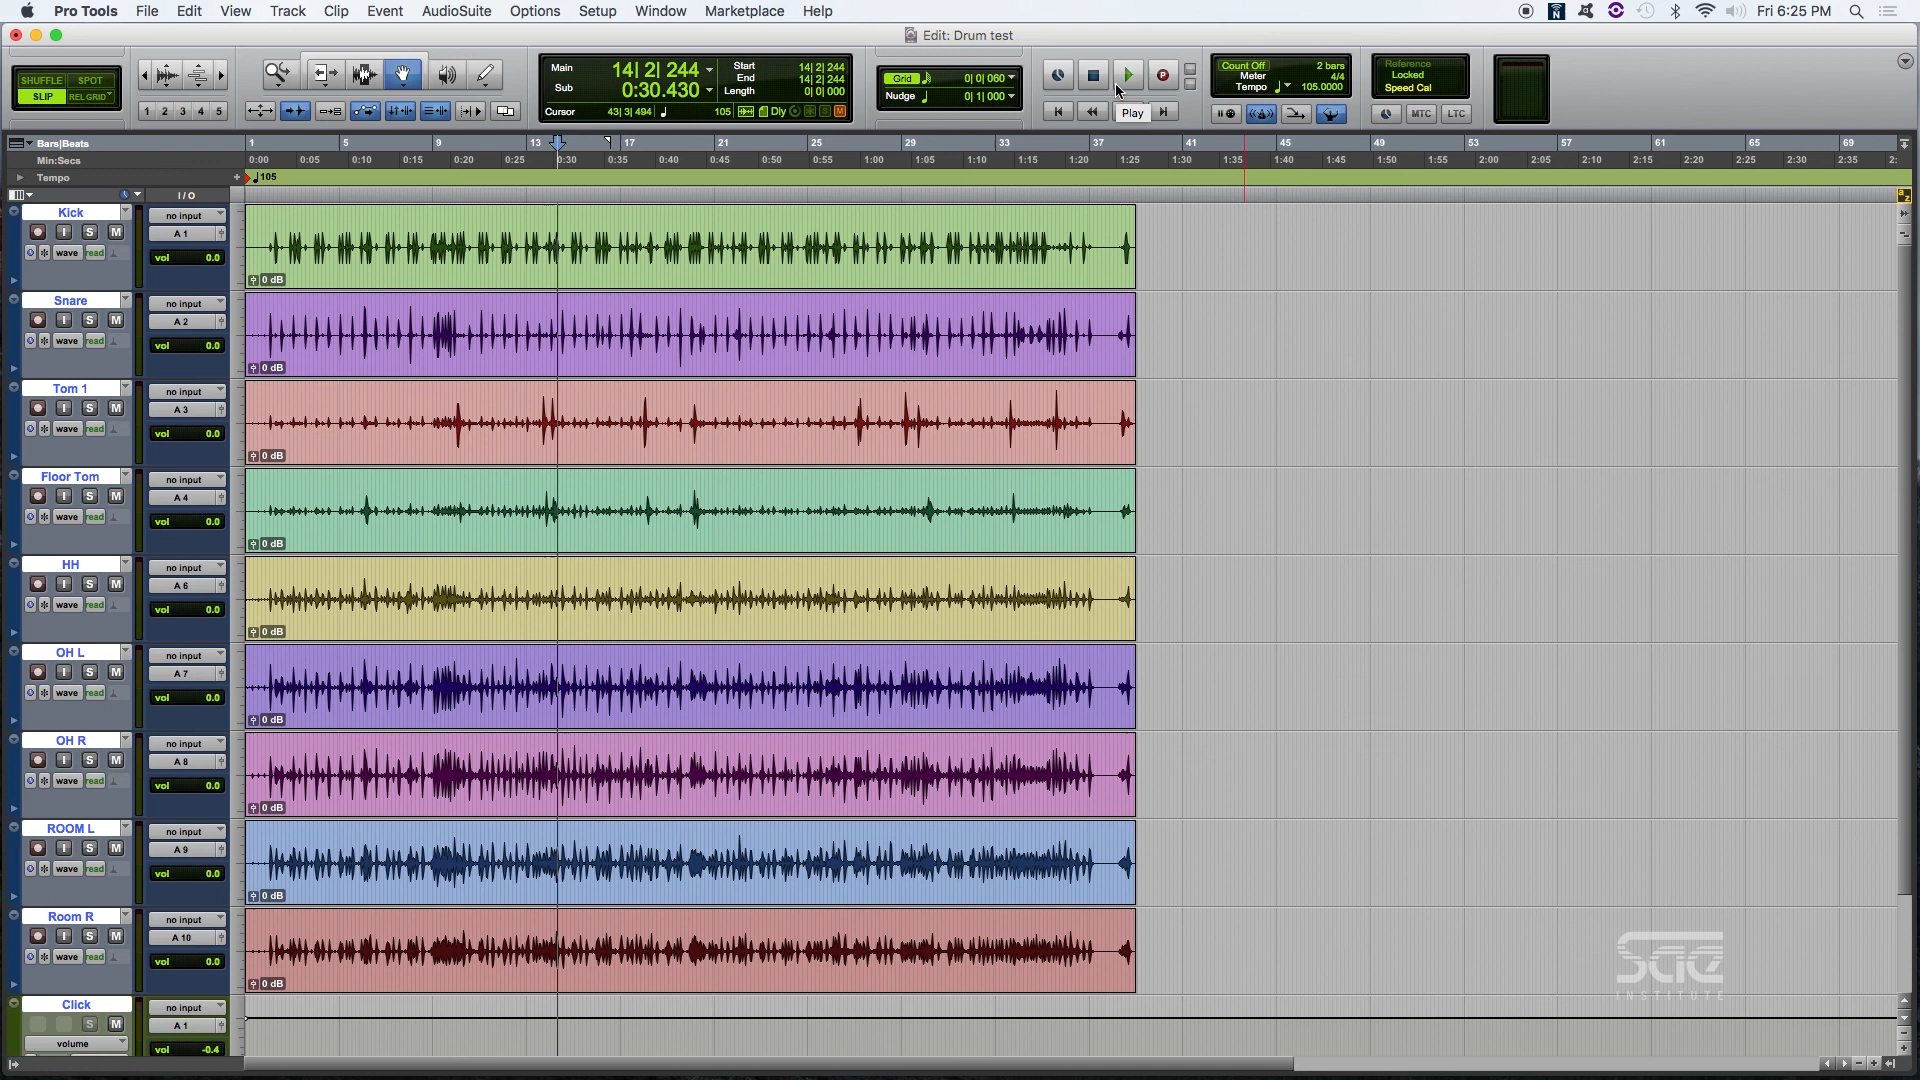 Pro Tools File Edit View Track Clip Event AudioSuite Options Setup Window Marketplace Help Fri 6:25 PM
Edit: Drum test
SHUFFLE SPOT
SLIP REL GRID
1 2 3 4 5
Main 14| 2| 244
Sub 0:30.430
Start 14| 2| 244
End 14| 2| 244
Length 0| 0| 000
Cursor 43| 3| 494 105 Dly
Grid 0| 0| 060
Nudge 0| 1| 000
Play
Count Off 2 bars
Meter 4/4
Tempo 105.0000
Reference
Locked
Speed Cal
MTC LTC
Bars|Beats 1 5 9 13 17 21 25 29 33 37 41 45 49 53 57 61 65 69
Min:Secs 0:00 0:05 0:10 0:15 0:20 0:25 0:30 0:35 0:40 0:45 0:50 0:55 1:00 1:05 1:10 1:15 1:20 1:25 1:30 1:35 1:40 1:45 1:50 1:55 2:00 2:05 2:10 2:15 2:20 2:25 2:30 2:35 2:
Tempo 105
I / O
Kick no input
I S M A 1
wave read vol 0.0
0 dB
Snare no input
I S M A 2
wave read vol 0.0
0 dB
Tom 1 no input
I S M A 3
wave read vol 0.0
0 dB
Floor Tom no input
I S M A 4
wave read vol 0.0
0 dB
HH no input
I S M A 6
wave read vol 0.0
0 dB
OH L no input
I S M A 7
wave read vol 0.0
0 dB
OH R no input
I S M A 8
wave read vol 0.0
0 dB
ROOM L no input
I S M A 9
wave read vol 0.0
0 dB
Room R no input
I S M A 10
wave read vol 0.0
0 dB
Click no input
S M A 1
volume vol -0.4
SAE
INSTITUTE